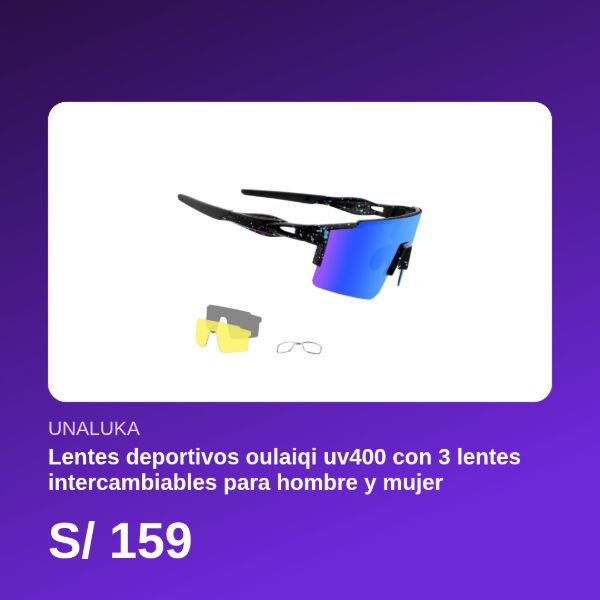 UNALUKA
Lentes deportivos oulaiqi uv400 con 3 lentes
intercambiables para hombre y mujer
S/ 159